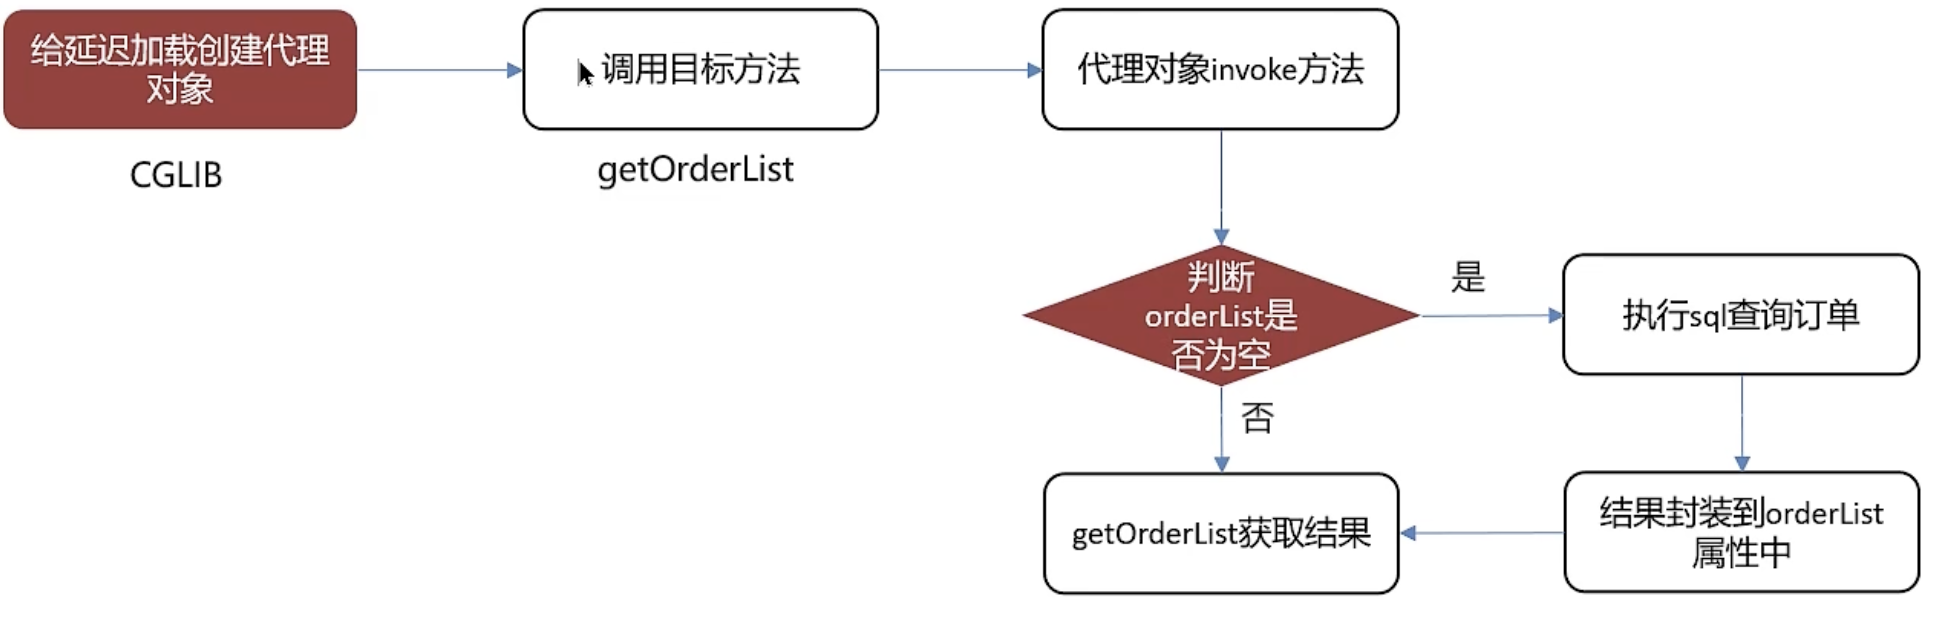 给延迟加载创建代理
对象
CGLIB
调用目标方法
getOrderList
代理对象invoke方法
判断
orderList是
否为空
是
执行sql查询订单
否
结果封装到orderList
属性中
getOrderList获取结果